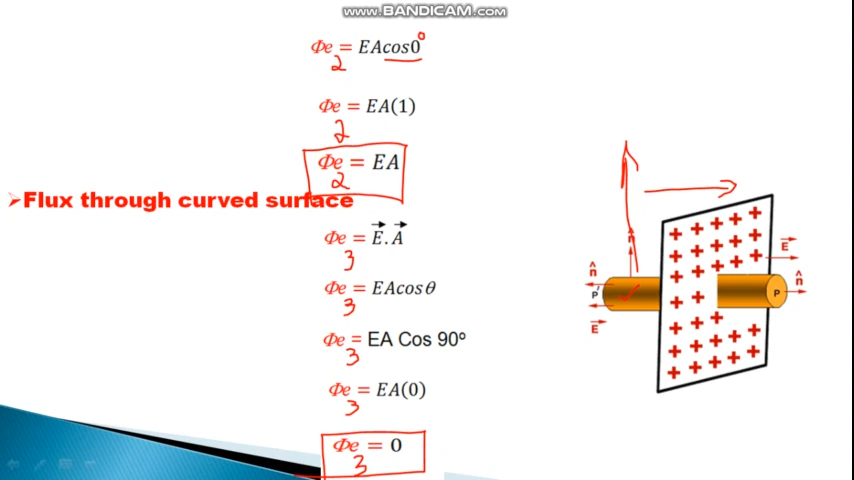 WWW.BANDICAM.COM
Φe = EAcos0°
2
Φe = EA(1)
2
Φe = EA
2
➢Flux through curved surface
Φe = E⃗ . A⃗
3
Φe = EAcosθ
3
Φe = EA Cos 90º
3
Φe = EA(0)
3
Φe = 0
3
n̂
E⃗
n̂
n̂
P'
P
E⃗